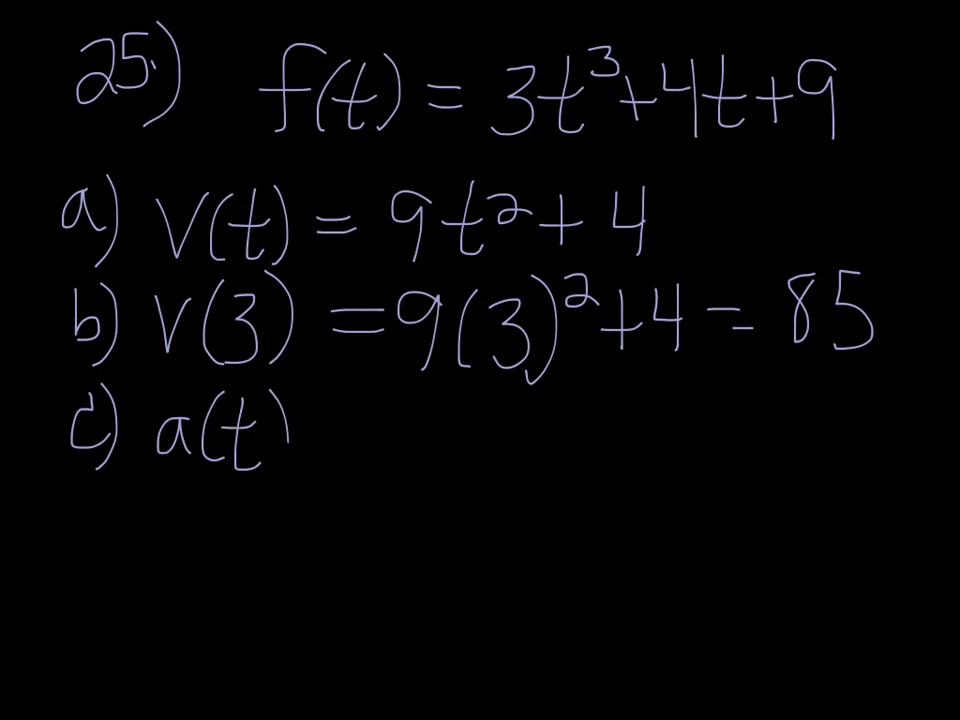 25.) f(t) = 3t³+4t+9
a) v(t) = 9t²+4
b) v(3) =9(3)²+4 = 85
c) a(t)